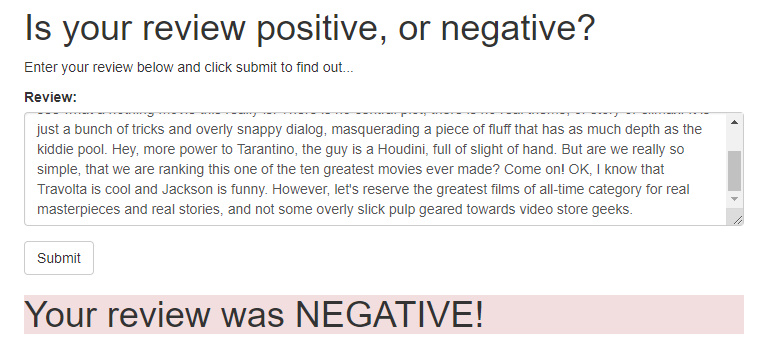 Is your review positive, or negative?
Enter your review below and click submit to find out...
Review:
just a bunch of tricks and overly snappy dialog, masquerading a piece of fluff that has as much depth as the
kiddie pool. Hey, more power to Tarantino, the guy is a Houdini, full of slight of hand. But are we really so
simple, that we are ranking this one of the ten greatest movies ever made? Come on! OK, I know that
Travolta is cool and Jackson is funny. However, let's reserve the greatest films of all-time category for real
masterpieces and real stories, and not some overly slick pulp geared towards video store geeks.
Submit
Your review was NEGATIVE!